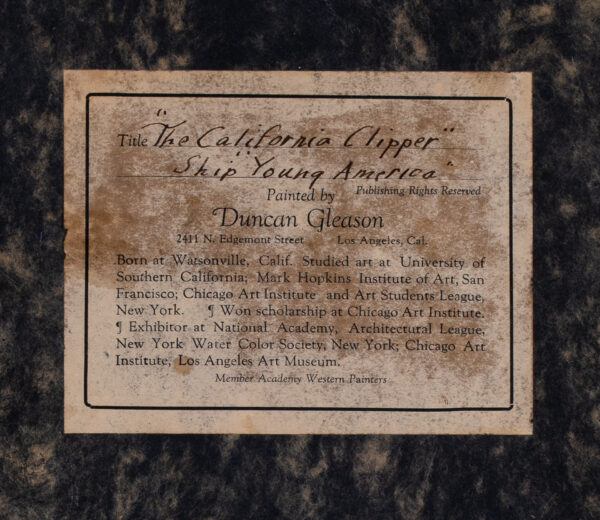 Title "The California Clipper"
Ship "Young America"
Painted by Publishing Rights Reserved
Duncan Gleason
2411 N. Edgemont Street Los Angeles, Cal.
Born at Watsonville, Calif. Studied art at University of
Southern California; Mark Hopkins Institute of Art, San
Francisco; Chicago Art Institute and Art Students League,
New York. ¶ Won scholarship at Chicago Art Institute.
¶ Exhibitor at National Academy, Architectural League,
New York Water Color Society, New York; Chicago Art
Institute, Los Angeles Art Museum.
Member Academy Western Painters